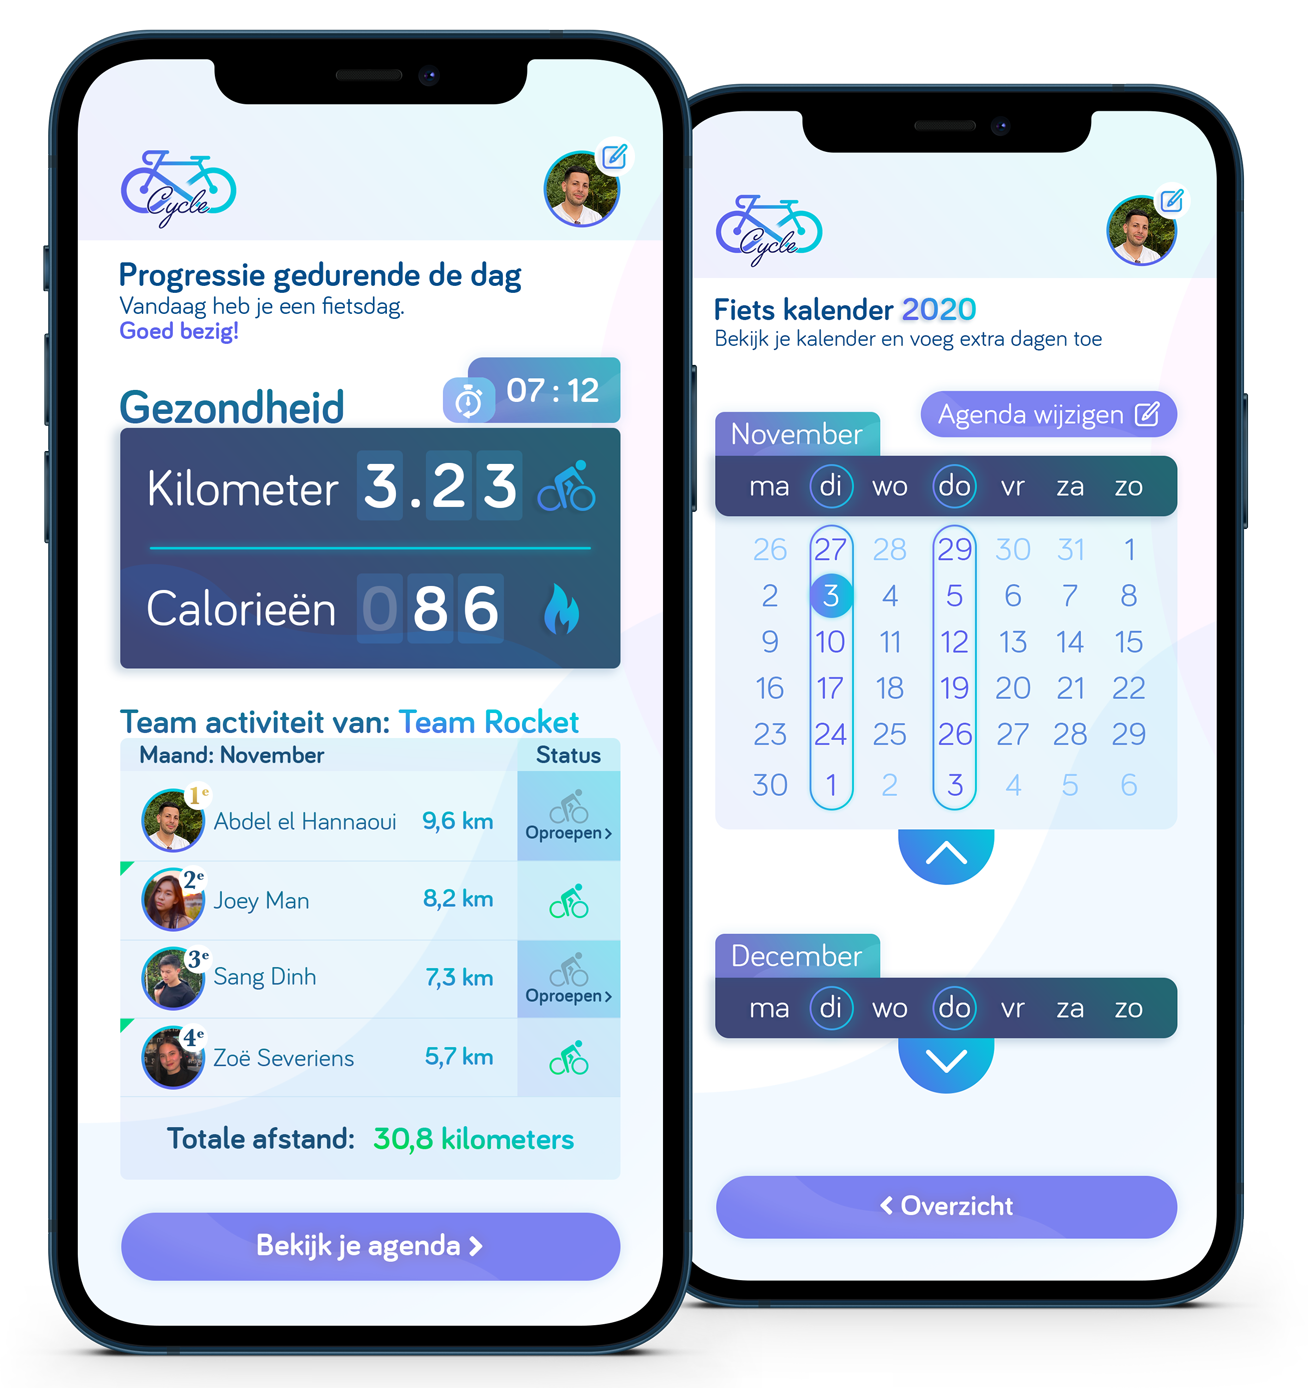 Cycle
Progressie gedurende de dag
Vandaag heb je een fietsdag.
Goed bezig!
Gezondheid
07 : 12
Kilometer 3.23
Calorieën 086
Team activiteit van: Team Rocket
Maand: November Status
1e Abdel el Hannaoui 9,6 km Oproepen >
2e Joey Man 8,2 km
3e Sang Dinh 7,3 km Oproepen >
4e Zoë Severiens 5,7 km
Totale afstand: 30,8 kilometers
Bekijk je agenda >
Cycle
Fiets kalender 2020
Bekijk je kalender en voeg extra dagen toe
Agenda wijzigen
November
ma di wo do vr za zo
26 27 28 29 30 31 1
2 3 4 5 6 7 8
9 10 11 12 13 14 15
16 17 18 19 20 21 22
23 24 25 26 27 28 29
30 1 2 3 4 5 6
December
ma di wo do vr za zo
< Overzicht